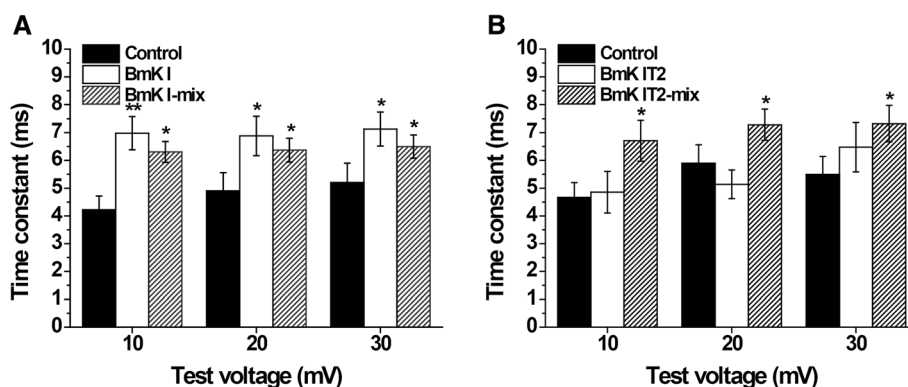 A
Control
BmK I
BmK I-mix
Time constant (ms)
10
9
8
7
6
5
4
3
2
1
0
** * * * * *
10 20 30
Test voltage (mV)
B
Control
BmK IT2
BmK IT2-mix
Time constant (ms)
10
9
8
7
6
5
4
3
2
1
0
* * *
10 20 30
Test voltage (mV)